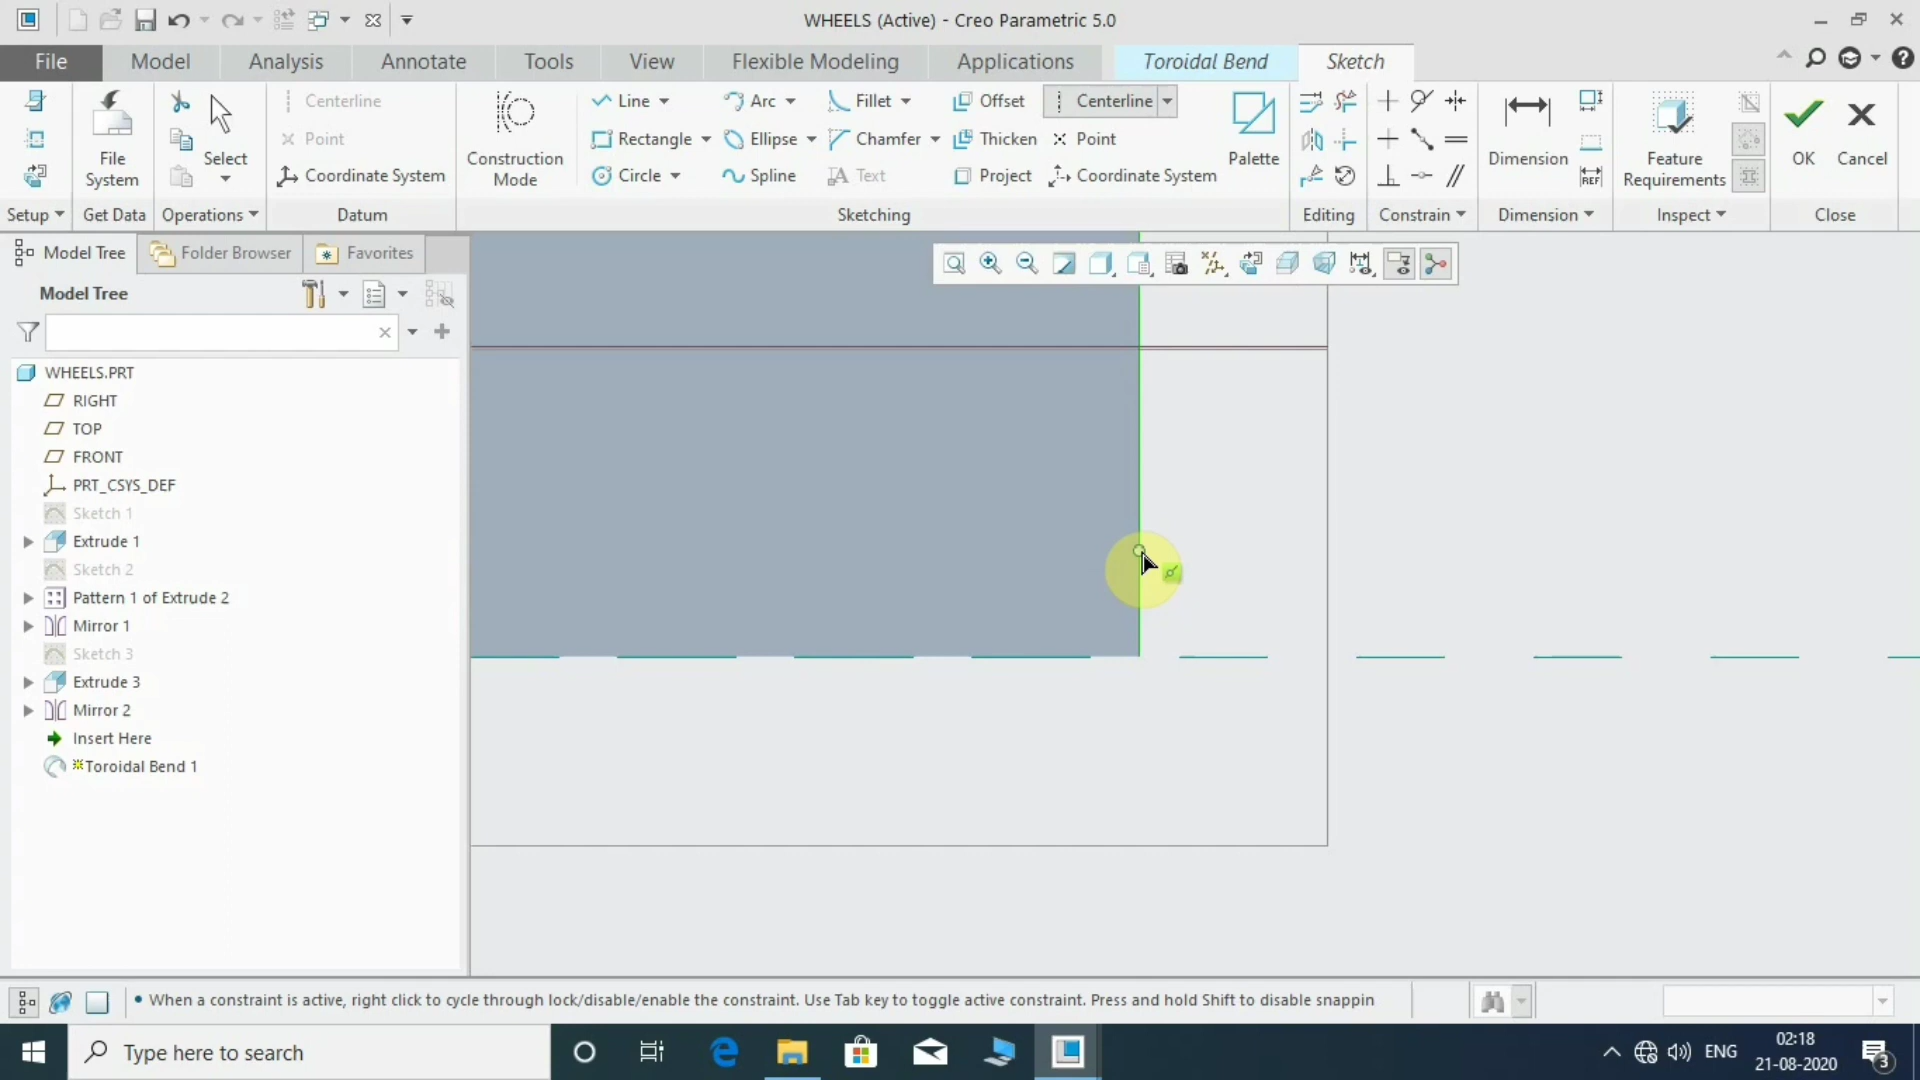 WHEELS (Active) - Creo Parametric 5.0
File Model Analysis Annotate Tools View Flexible Modeling Applications Toroidal Bend Sketch
Centerline Line Arc Fillet Offset Centerline
Point Rectangle Ellipse Chamfer Thicken Point
File System Select Construction Mode Palette Dimension Feature Requirements OK Cancel
Coordinate System Circle Spline Text Project Coordinate System
REF
Setup Get Data Operations Datum Sketching Editing Constrain Dimension Inspect Close
Model Tree Folder Browser Favorites
Model Tree
WHEELS.PRT
RIGHT
TOP
FRONT
PRT_CSYS_DEF
Sketch 1
Extrude 1
Sketch 2
Pattern 1 of Extrude 2
Mirror 1
Sketch 3
Extrude 3
Mirror 2
Insert Here
Toroidal Bend 1
• When a constraint is active, right click to cycle through lock/disable/enable the constraint. Use Tab key to toggle active constraint. Press and hold Shift to disable snappin
Type here to search
ENG
02:18
21-08-2020
3